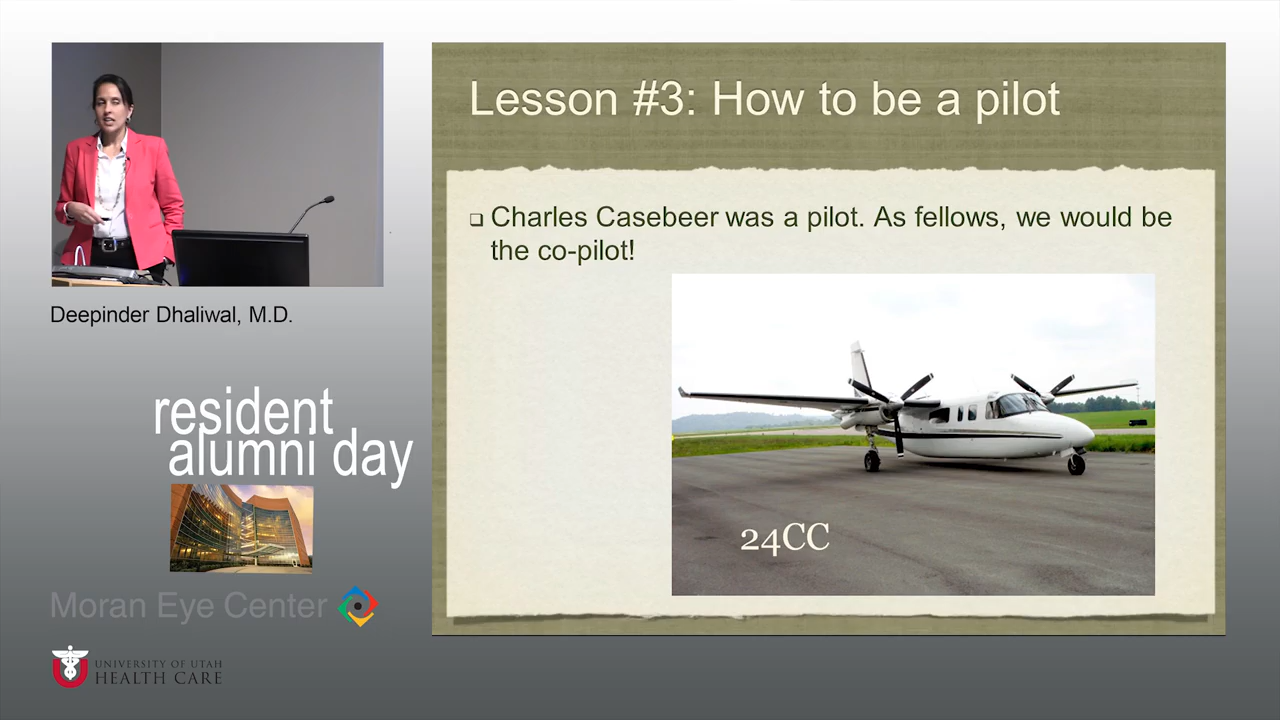 Lesson #3: How to be a pilot
❑ Charles Casebeer was a pilot. As fellows, we would be
the co-pilot!
24CC
Deepinder Dhaliwal, M.D.
resident
alumni day
Moran Eye Center
UNIVERSITY OF UTAH
HEALTH CARE